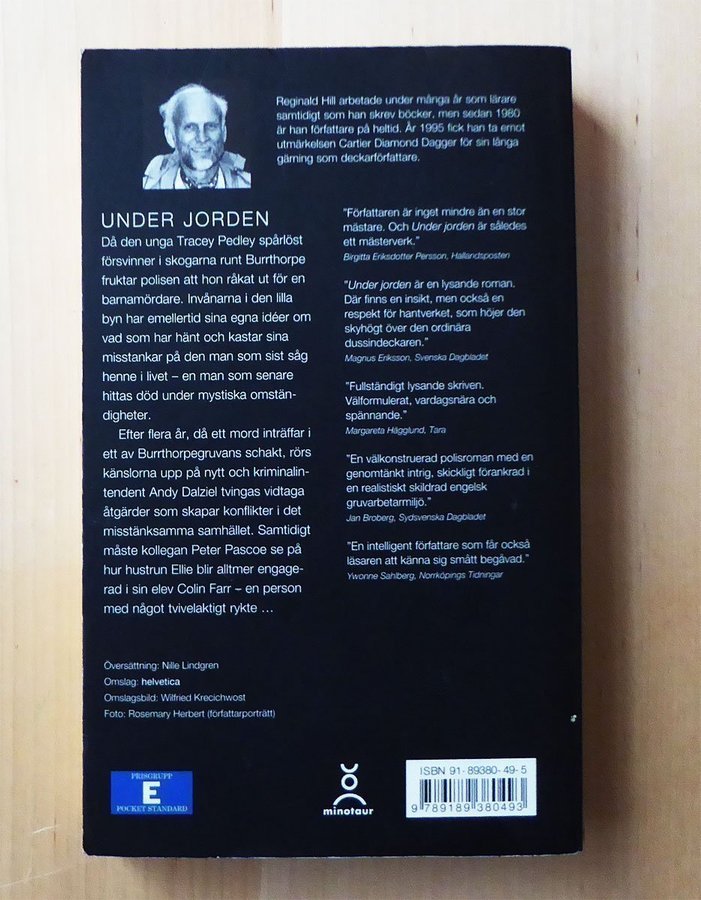 Reginald Hill arbetade under många år som lärare
samtidigt som han skrev böcker, men sedan 1980
är han författare på heltid. År 1995 fick han ta emot
utmärkelsen Cartier Diamond Dagger för sin långa
gärning som deckarförfattare.
UNDER JORDEN
Då den unga Tracey Pedley spårlöst
försvinner i skogarna runt Burrthorpe
fruktar polisen att hon råkat ut för en
barnamördare. Invånarna i den lilla
byn har emellertid sina egna idéer om
vad som har hänt och kastar sina
misstankar på den man som sist såg
henne i livet – en man som senare
hittas död under mystiska omstän-
digheter.
Efter flera år, då ett mord inträffar i
ett av Burrthorpegruvans schakt, rörs
känslorna upp på nytt och kriminalin-
tendent Andy Dalziel tvingas vidtaga
åtgärder som skapar konflikter i det
misstänksamma samhället. Samtidigt
måste kollegan Peter Pascoe se på
hur hustrun Ellie blir alltmer engage-
rad i sin elev Colin Farr – en person
med något tvivelaktigt rykte ...
"Författaren är inget mindre än en stor
mästare. Och Under jorden är således
ett mästerverk."
Birgitta Eriksdotter Persson, Hallandsposten
"Under jorden är en lysande roman.
Där finns en insikt, men också en
respekt för hantverket, som höjer den
skyhögt över den ordinära
dussindeckaren."
Magnus Eriksson, Svenska Dagbladet
"Fullständigt lysande skriven.
Välformulerat, vardagsnära och
spännande."
Margareta Hägglund, Tara
"En välkonstruerad polisroman med en
genomtänkt intrig, skickligt förankrad i
en realistiskt skildrad engelsk
gruvarbetarmiljö."
Jan Broberg, Sydsvenska Dagbladet
"En intelligent författare som får också
läsaren att känna sig smått begåvad."
Yvonne Sahlberg, Norrköpings Tidningar
Översättning: Nille Lindgren
Omslag: helvetica
Omslagsbild: Wilfried Krecichwost
Foto: Rosemary Herbert (författarporträtt)
PRISGRUPP
E
POCKET STANDARD
minotaur
ISBN 91-89380-49-5
9 789189 380493